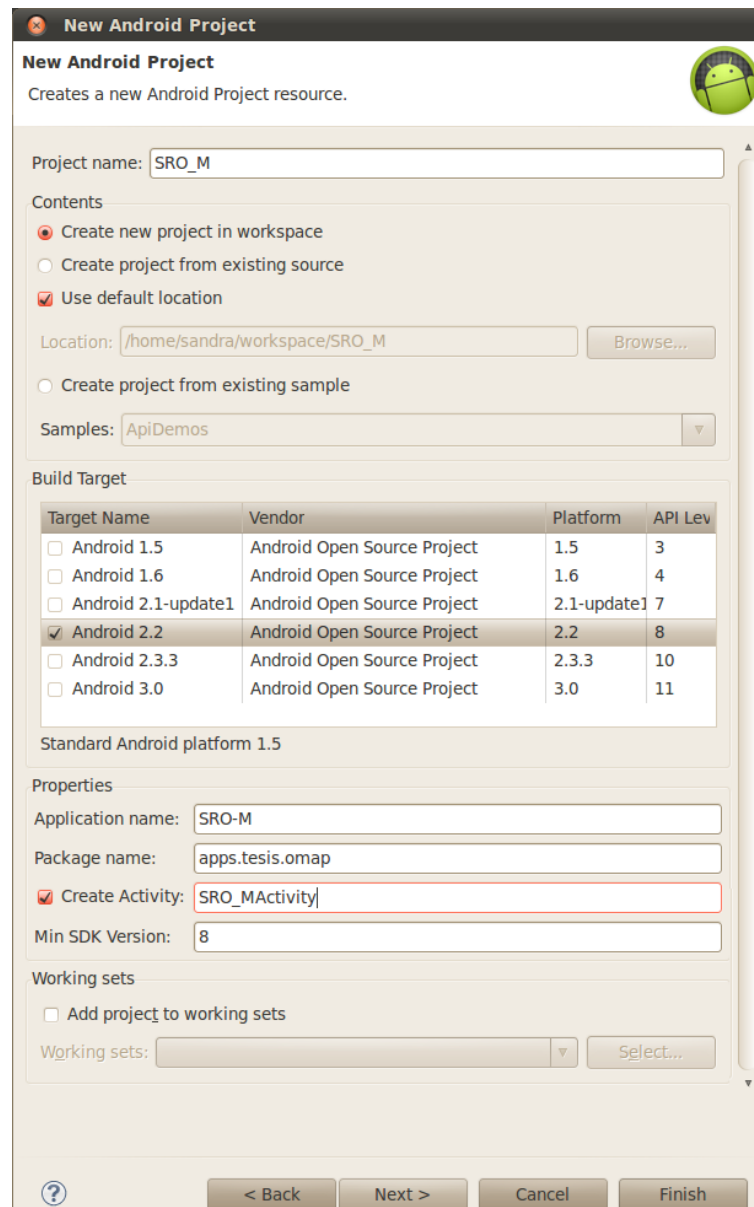 New Android Project
New Android Project
Creates a new Android Project resource.
Project name: SRO_M
Contents
Create new project in workspace
Create project from existing source
Use default location
Location: /home/sandra/workspace/SRO_M Browse...
Create project from existing sample
Samples: ApiDemos
Build Target
Target Name Vendor Platform API Lev
Android 1.5 Android Open Source Project 1.5 3
Android 1.6 Android Open Source Project 1.6 4
Android 2.1-update1 Android Open Source Project 2.1-update1 7
Android 2.2 Android Open Source Project 2.2 8
Android 2.3.3 Android Open Source Project 2.3.3 10
Android 3.0 Android Open Source Project 3.0 11
Standard Android platform 1.5
Properties
Application name: SRO-M
Package name: apps.tesis.omap
Create Activity: SRO_MActivity
Min SDK Version: 8
Working sets
Add project to working sets
Working sets: Select...
? < Back Next > Cancel Finish